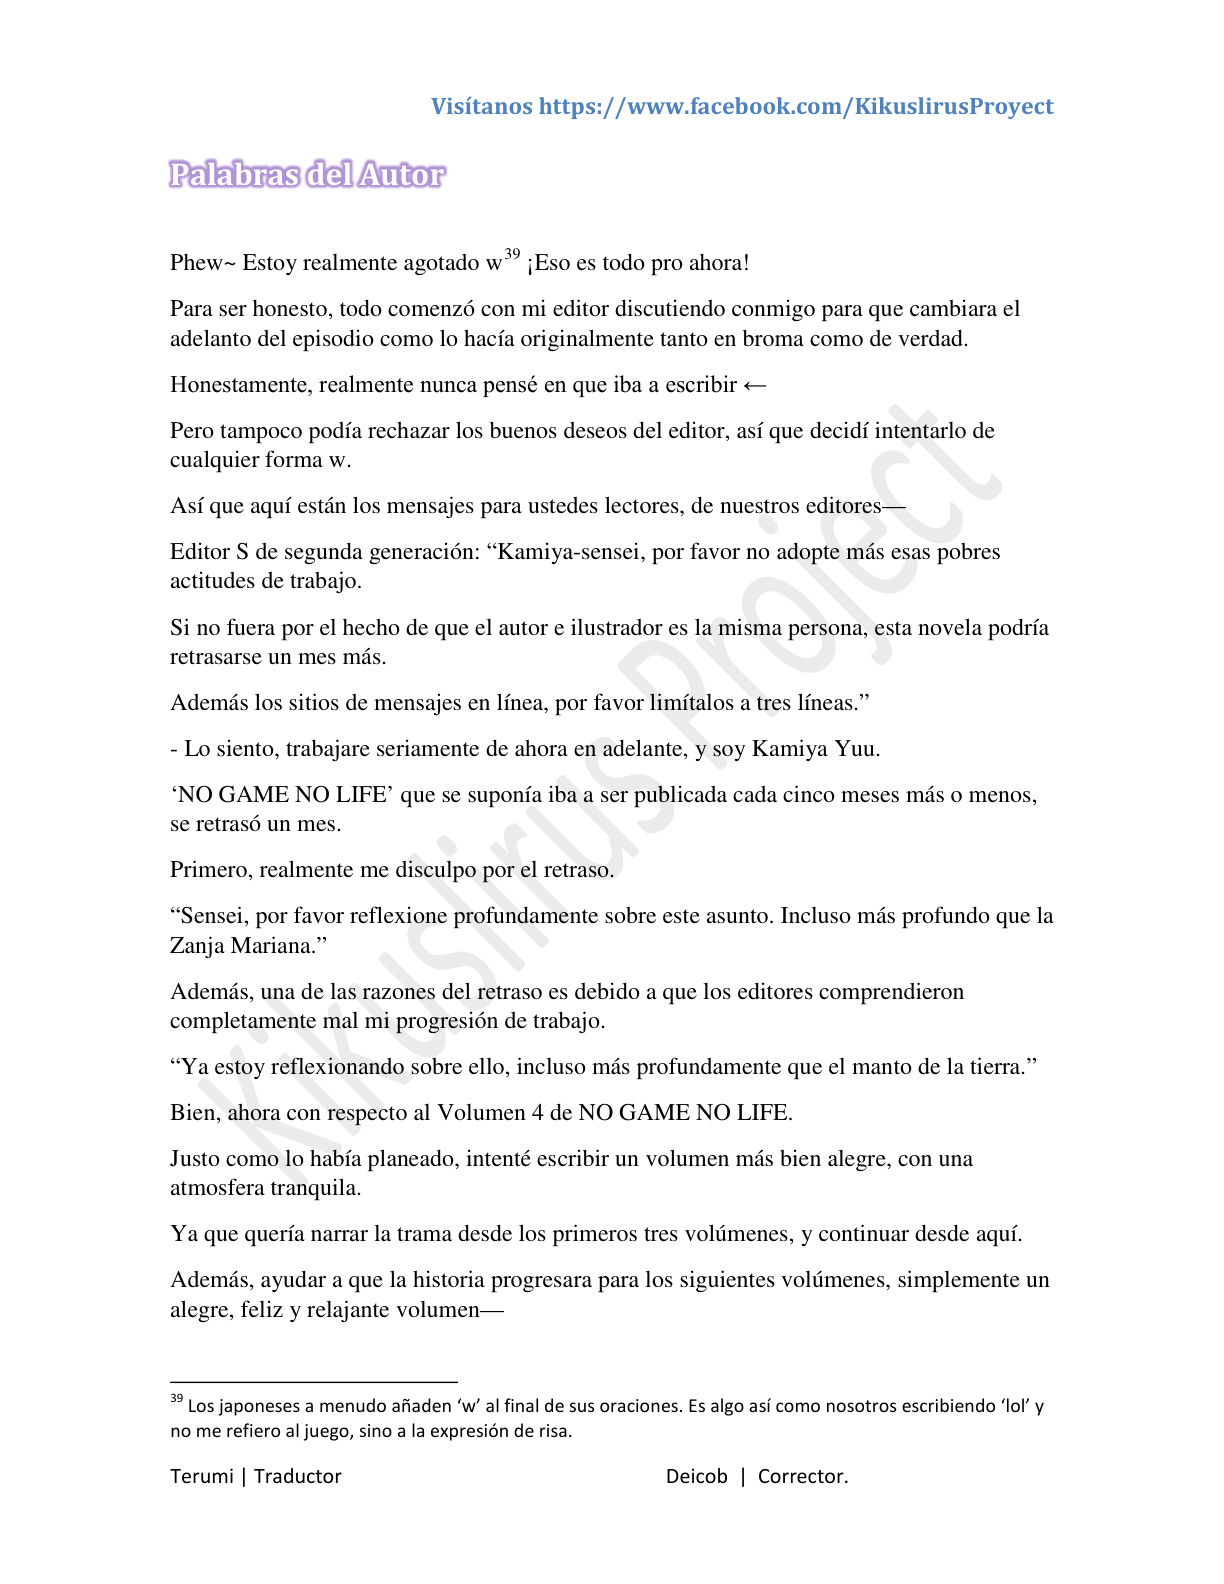 Visítanos https://www.facebook.com/KikuslirusProyect
Palabras del Autor
Phew~ Estoy realmente agotado w39 ¡Eso es todo pro ahora!
Para ser honesto, todo comenzó con mi editor discutiendo conmigo para que cambiara el
adelanto del episodio como lo hacía originalmente tanto en broma como de verdad.
Honestamente, realmente nunca pensé en que iba a escribir ←
Pero tampoco podía rechazar los buenos deseos del editor, así que decidí intentarlo de
cualquier forma w.
Así que aquí están los mensajes para ustedes lectores, de nuestros editores—
Editor S de segunda generación: “Kamiya-sensei, por favor no adopte más esas pobres
actitudes de trabajo.
Si no fuera por el hecho de que el autor e ilustrador es la misma persona, esta novela podría
retrasarse un mes más.
Además los sitios de mensajes en línea, por favor limítalos a tres líneas.”
- Lo siento, trabajare seriamente de ahora en adelante, y soy Kamiya Yuu.
‘NO GAME NO LIFE’ que se suponía iba a ser publicada cada cinco meses más o menos,
se retrasó un mes.
Primero, realmente me disculpo por el retraso.
“Sensei, por favor reflexione profundamente sobre este asunto. Incluso más profundo que la
Zanja Mariana.”
Además, una de las razones del retraso es debido a que los editores comprendieron
completamente mal mi progresión de trabajo.
“Ya estoy reflexionando sobre ello, incluso más profundamente que el manto de la tierra.”
Bien, ahora con respecto al Volumen 4 de NO GAME NO LIFE.
Justo como lo había planeado, intenté escribir un volumen más bien alegre, con una
atmosfera tranquila.
Ya que quería narrar la trama desde los primeros tres volúmenes, y continuar desde aquí.
Además, ayudar a que la historia progresara para los siguientes volúmenes, simplemente un
alegre, feliz y relajante volumen—
39 Los japoneses a menudo añaden ‘w’ al final de sus oraciones. Es algo así como nosotros escribiendo ‘lol’ y
no me refiero al juego, sino a la expresión de risa.
Terumi | Traductor Deicob | Corrector.
Kikuslirus Project